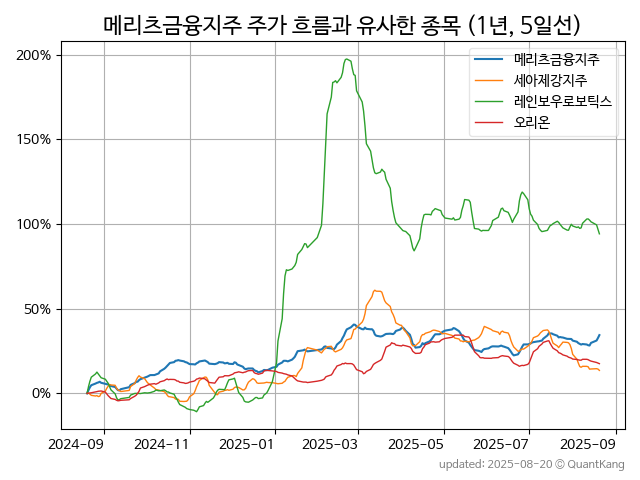 메리츠금융지주 주가 흐름과 유사한 종목 (1년, 5일선)
메리츠금융지주
세아제강지주
레인보우로보틱스
오리온
200%
150%
100%
50%
0%
2024-09 2024-11 2025-01 2025-03 2025-05 2025-07 2025-09
updated: 2025-08-20 © QuantKang